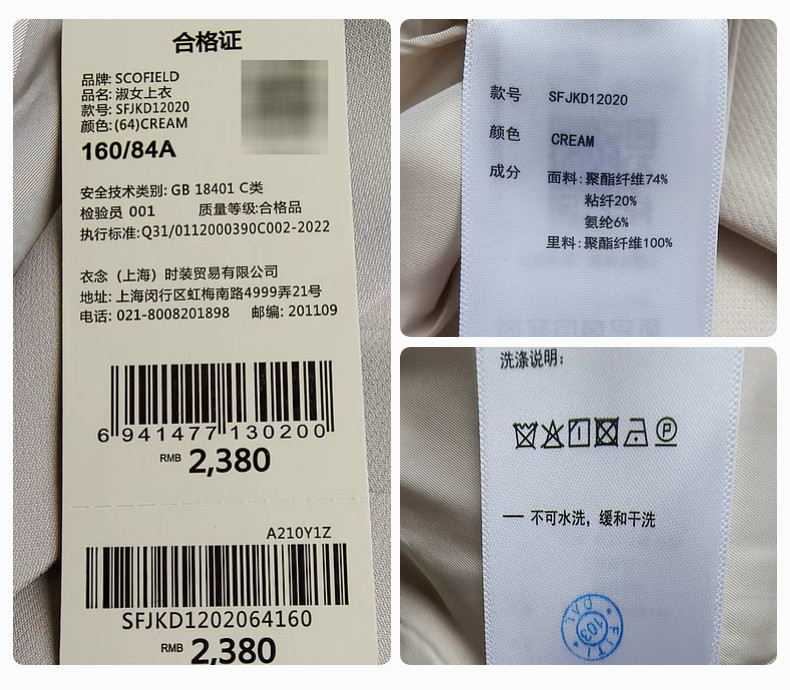 合格证
品牌: SCOFIELD
品名: 淑女上衣
款号: SFJKD12020
颜色: (64)CREAM
160/84A
安全技术类别: GB 18401 C类
检验员 001 质量等级:合格品
执行标准:Q31/0112000390C002-2022
衣念（上海）时装贸易有限公司
地址: 上海闵行区虹梅南路4999弄21号
电话: 021-8008201898 邮编: 201109
6 941477 130200
RMB 2,380
A210Y1Z
SFJKD1202064160
RMB 2,380
款号 SFJKD12020
颜色 CREAM
成分 面料:聚酯纤维74%
粘纤20%
氨纶6%
里料:聚酯纤维100%
洗涤说明:
P
一 不可水洗，缓和干洗
DAL
103
FITI